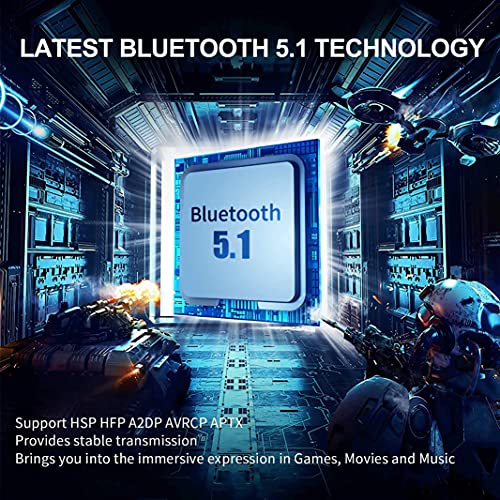 LATEST BLUETOOTH 5.1 TECHNOLOGY
Bluetooth
5.1
Support HSP HFP A2DP AVRCP APTX
Provides stable transmission
Brings you into the immersive expression in Games, Movies and Music